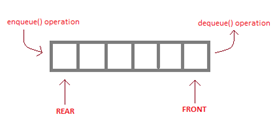 enqueue() operation
dequeue() operation
REAR
FRONT